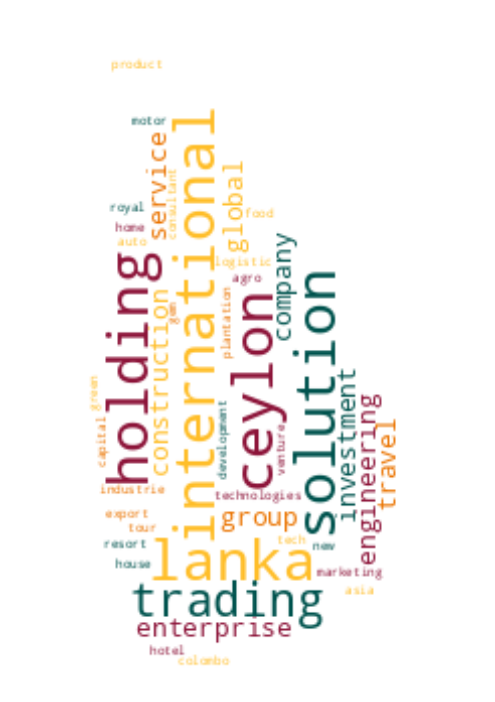 product
motor
service
consultant
international
global
royal
food
home
auto
company
holding
logistic
agro
solution
construction
gem
plantation
ceylon
investment
green
capital
development
venture
engineering
travel
industrie
technologies
export
group
tour
resort
tech
new
house
lanka
marketing
trading
asia
enterprise
hotel
colombo